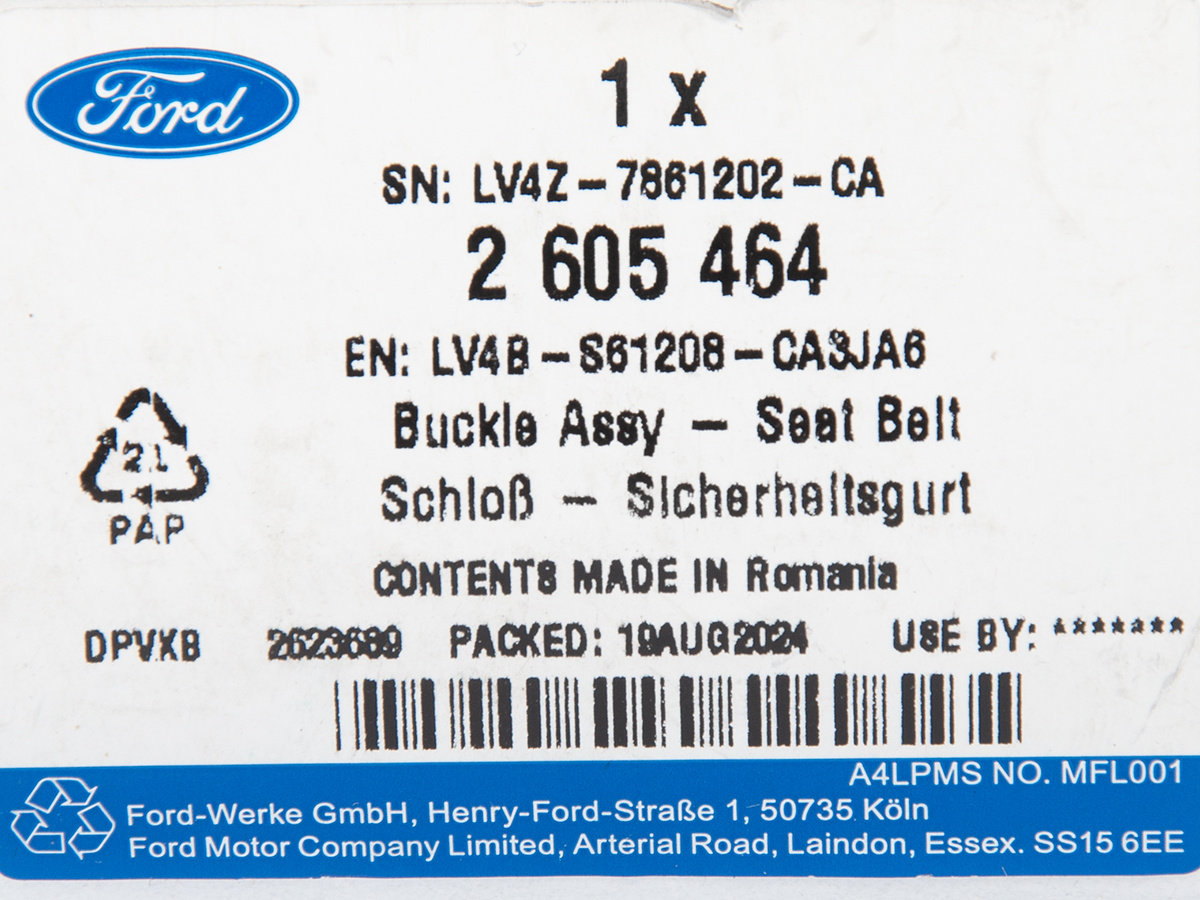 Ford
1 x
SN: LV4Z-7861202-CA
2 605 464
EN: LV4B-S61208-CA3JA6
Buckle Assy - Seat Belt
21
Schloß - Sicherheitsgurt
PAP
CONTENTS MADE IN Romania
DPVXB 2623689 PACKED: 19AUG2024 USE BY: *******
A4LPMS NO. MFL001
Ford-Werke GmbH, Henry-Ford-Straße 1, 50735 Köln
Ford Motor Company Limited, Arterial Road, Laindon, Essex. SS15 6EE